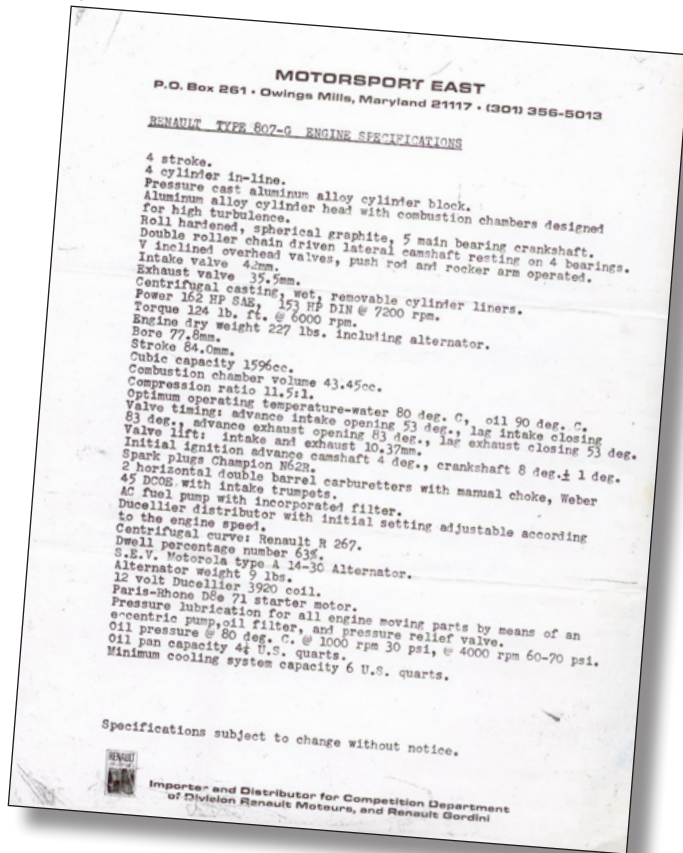 MOTORSPORT EAST
P.O. Box 261 • Owings Mills, Maryland 21117 • (301) 356-5013
RENAULT TYPE 807-G ENGINE SPECIFICATIONS
4 stroke.
4 cylinder in-line.
Pressure cast aluminum alloy cylinder block.
Aluminum alloy cylinder head with combustion chambers designed
for high turbulence.
Roll hardened, spherical graphite, 5 main bearing crankshaft.
Double roller chain driven lateral camshaft resting on 4 bearings.
V inclined overhead valves, push rod and rocker arm operated.
Intake valve 42mm.
Exhaust valve 35.5mm.
Centrifugal casting, wet, removable cylinder liners.
Power 162 HP SAE, 153 HP DIN @ 7200 rpm.
Torque 124 lb. ft. @ 6000 rpm.
Engine dry weight 227 lbs. including alternator.
Bore 77.8mm.
Stroke 84.0mm.
Cubic capacity 1596cc.
Combustion chamber volume 43.45cc.
Compression ratio 11.5:1.
Optimum operating temperature-water 80 deg. C, oil 90 deg. C.
Valve timing: advance intake opening 53 deg., lag intake closing
83 deg., advance exhaust opening 83 deg., lag exhaust closing 53 deg.
Valve lift: intake and exhaust 10.37mm.
Initial ignition advance camshaft 4 deg., crankshaft 8 deg.± 1 deg.
Spark plugs Champion N62R.
2 horizontal double barrel carburetters with manual choke, Weber
45 DCOE with intake trumpets.
AC fuel pump with incorporated filter.
Ducellier distributor with initial setting adjustable according
to the engine speed.
Centrifugal curve: Renault R 267.
Dwell percentage number 63%.
S.E.V. Motorola type A 14-30 Alternator.
Alternator weight 9 lbs.
12 volt Ducellier 3920 coil.
Paris-Rhone D8e 71 starter motor.
Pressure lubrication for all engine moving parts by means of an
eccentric pump,oil filter, and pressure relief valve.
Oil pressure @ 80 deg. C. @ 1000 rpm 30 psi, @ 4000 rpm 60-70 psi.
Oil pan capacity U.S. quarts.
Minimum cooling system capacity 6 U.S. quarts.
Specifications subject to change without notice.
RENAULT
Importer and Distributor for Competition Department
of Division Renault Moteurs, and Renault Gordini